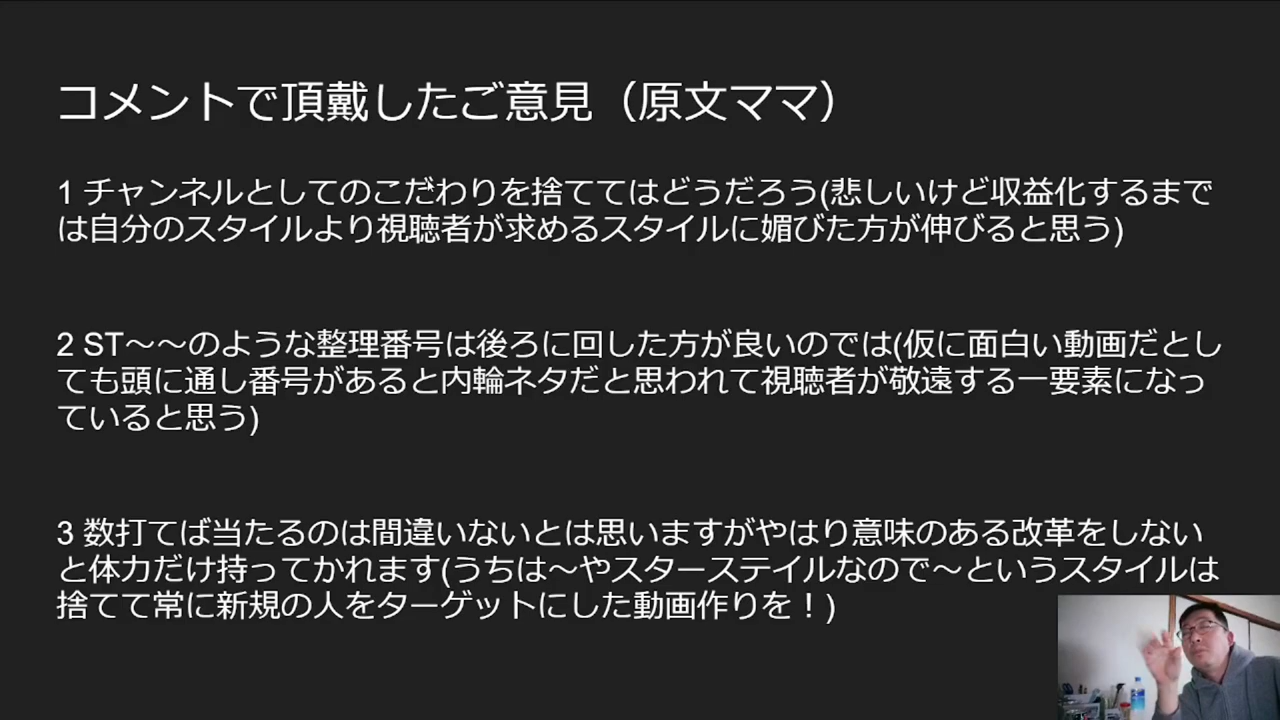 コメントで頂戴したご意見（原文ママ）
1 チャンネルとしてのこだわりを捨ててはどうだろう(悲しいけど収益化するまで
は自分のスタイルより視聴者が求めるスタイルに媚びた方が伸びると思う)
2 ST～～のような整理番号は後ろに回した方が良いのでは(仮に面白い動画だとし
ても頭に通し番号があると内輪ネタだと思われて視聴者が敬遠する一要素になっ
ていると思う)
3 数打てば当たるのは間違いないとは思いますがやはり意味のある改革をしない
と体力だけ持ってかれます(うちは～やスターステイルなので～というスタイルは
捨てて常に新規の人をターゲットにした動画作りを！)